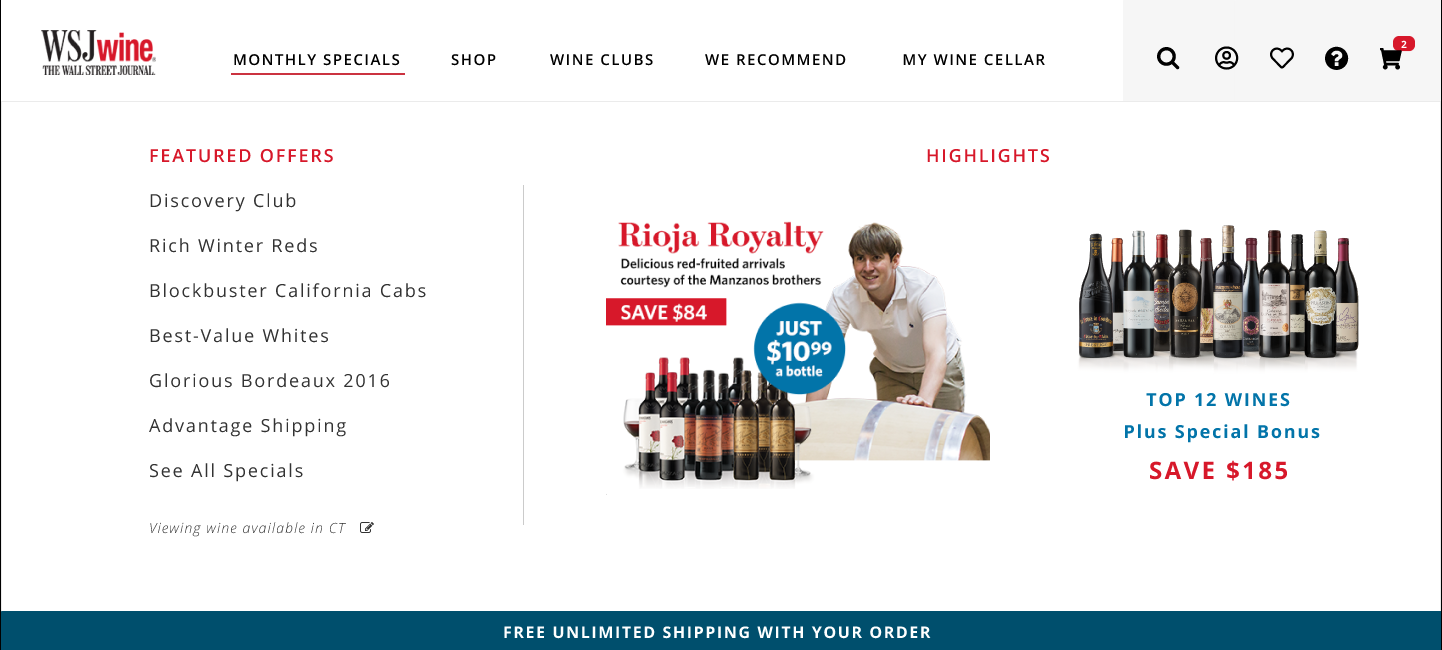 WSJwine
THE WALL STREET JOURNAL.
MONTHLY SPECIALS
SHOP
WINE CLUBS
WE RECOMMEND
MY WINE CELLAR
2
FEATURED OFFERS
Discovery Club
Rich Winter Reds
Blockbuster California Cabs
Best-Value Whites
Glorious Bordeaux 2016
Advantage Shipping
See All Specials
Viewing wine available in CT
HIGHLIGHTS
Rioja Royalty
Delicious red-fruited arrivals
courtesy of the Manzanos brothers
SAVE $84
JUST
$1099
a bottle
TOP 12 WINES
Plus Special Bonus
SAVE $185
FREE UNLIMITED SHIPPING WITH YOUR ORDER